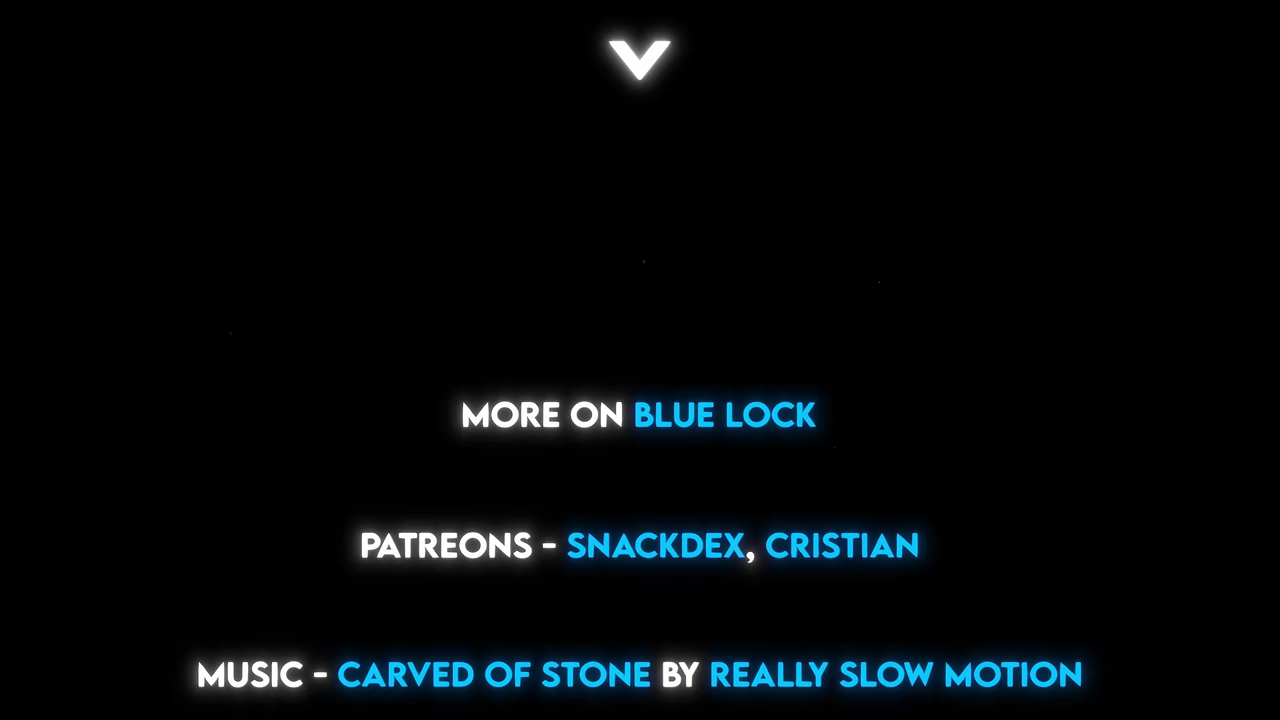 MORE ON BLUE LOCK
PATREONS - SNACKDEX, CRISTIAN
MUSIC - CARVED OF STONE BY REALLY SLOW MOTION